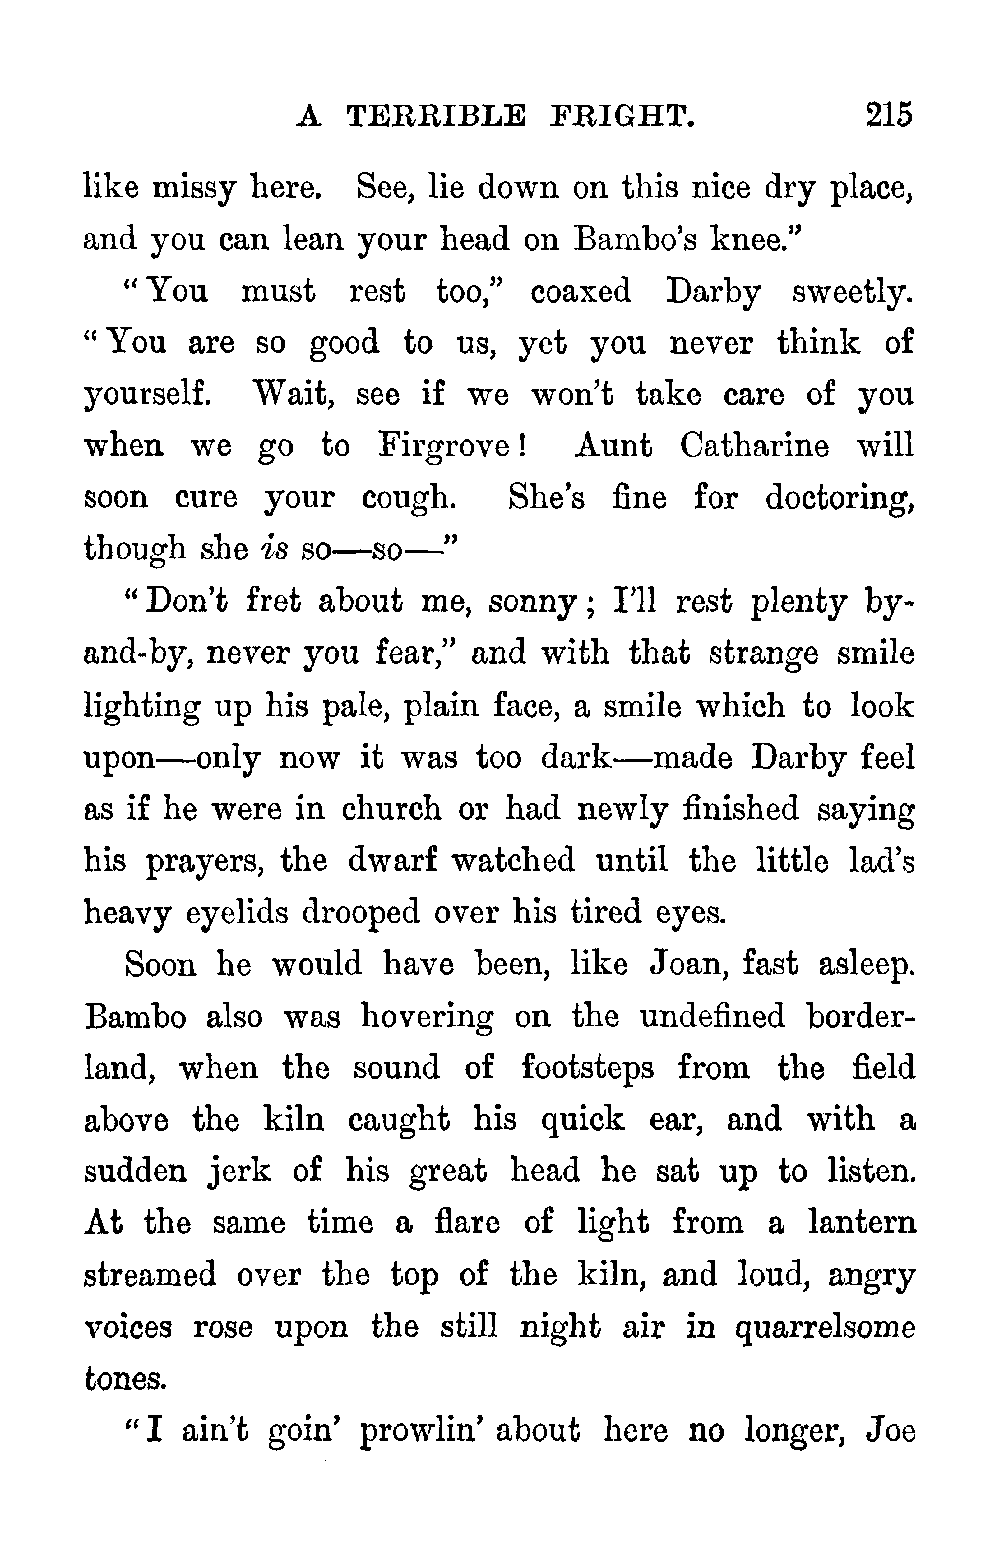 A TERRIBLE FRIGHT. 215
like missy here. See, lie down on this nice dry place,
and you can lean your head on Bambo's knee."
"You must rest too," coaxed Darby sweetly.
"You are so good to us, yet you never think of
yourself. Wait, see if we won't take care of you
when we go to Firgrove! Aunt Catharine will
soon cure your cough. She's fine for doctoring,
though she is so—so—"
"Don't fret about me, sonny; I'll rest plenty by-
and-by, never you fear," and with that strange smile
lighting up his pale, plain face, a smile which to look
upon—only now it was too dark—made Darby feel
as if he were in church or had newly finished saying
his prayers, the dwarf watched until the little lad's
heavy eyelids drooped over his tired eyes.
Soon he would have been, like Joan, fast asleep.
Bambo also was hovering on the undefined border-
land, when the sound of footsteps from the field
above the kiln caught his quick ear, and with a
sudden jerk of his great head he sat up to listen.
At the same time a flare of light from a lantern
streamed over the top of the kiln, and loud, angry
voices rose upon the still night air in quarrelsome
tones.
"I ain't goin' prowlin' about here no longer, Joe